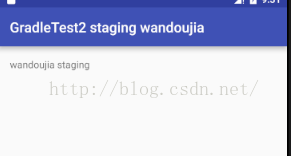 GradleTest2 staging wandoujia
wandoujia staging
http://blog.csdn.net/